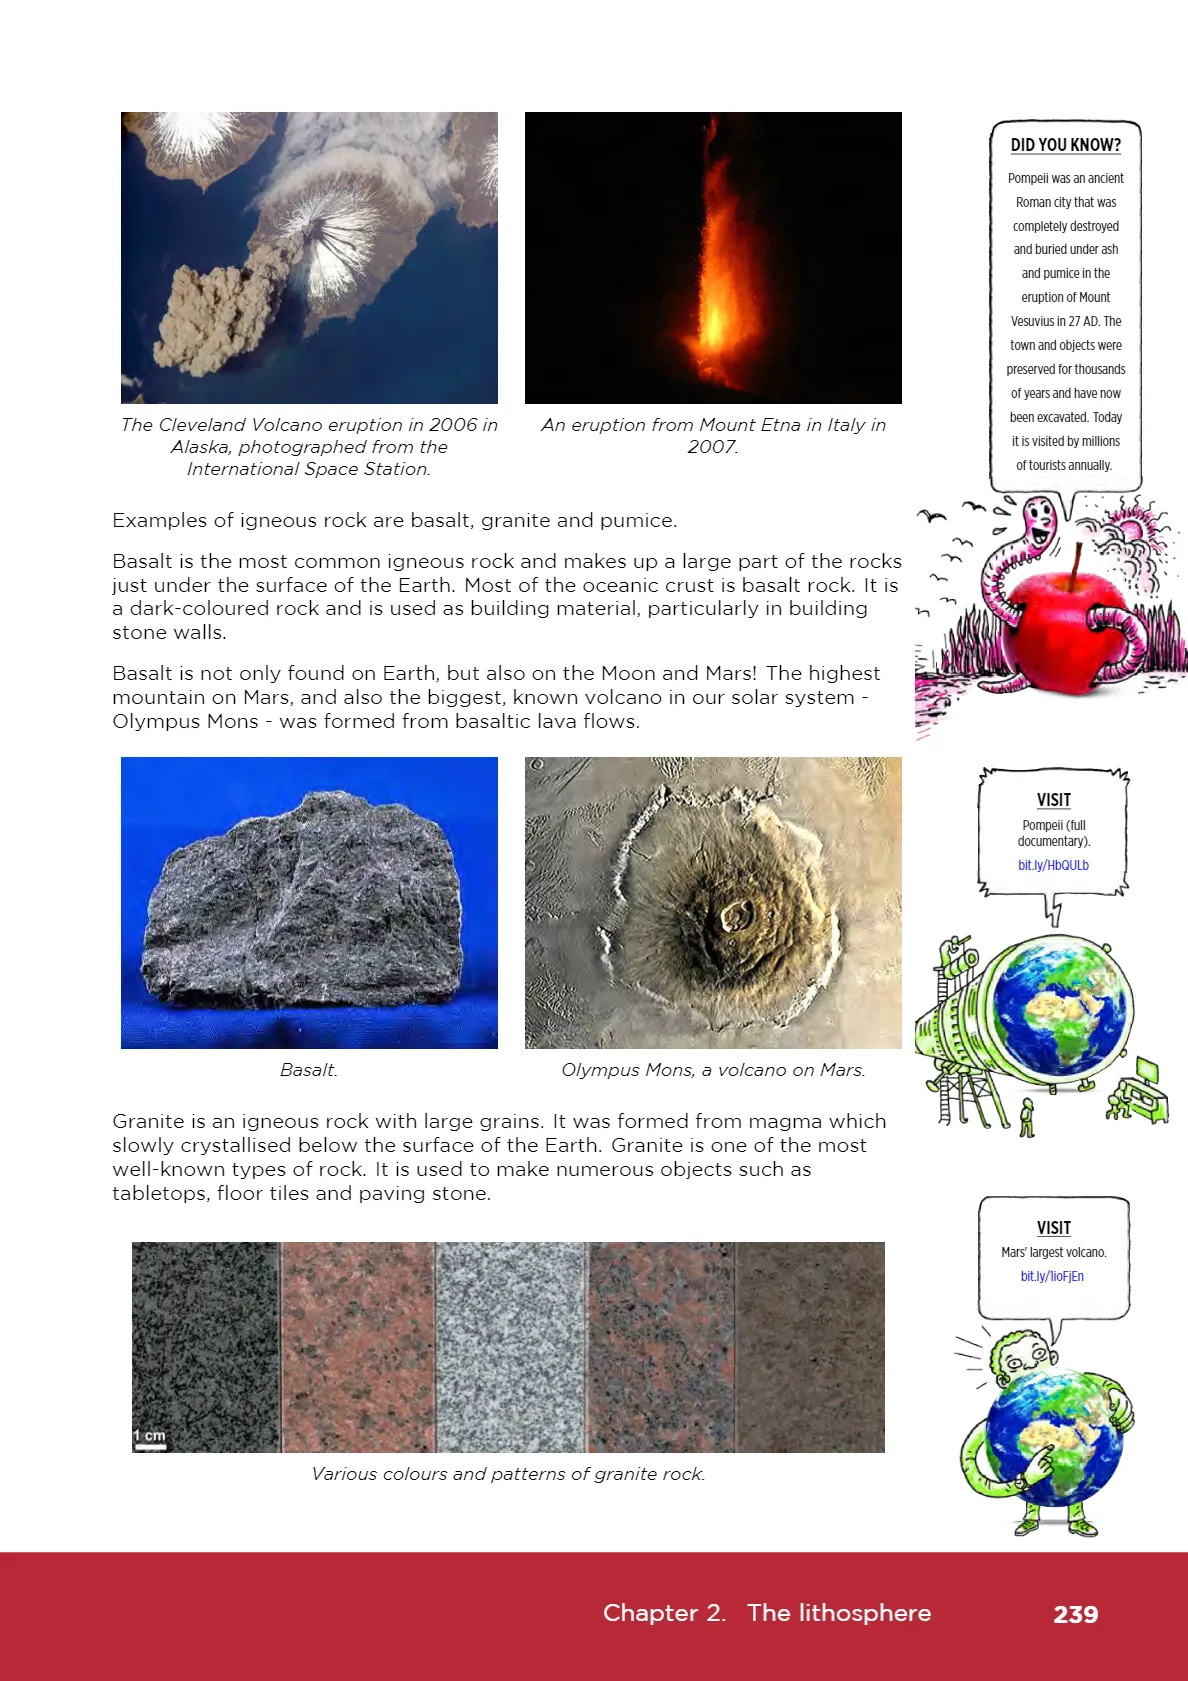 The Cleveland Volcano eruption in 2006 in
Alaska, photographed from the
International Space Station.
An eruption from Mount Etna in Italy in
2007.
Examples of igneous rock are basalt, granite and pumice.
Basalt is the most common igneous rock and makes up a large part of the rocks
just under the surface of the Earth. Most of the oceanic crust is basalt rock. It is
a dark-coloured rock and is used as building material, particularly in building
stone walls.
Basalt is not only found on Earth, but also on the Moon and Mars! The highest
mountain on Mars, and also the biggest, known volcano in our solar system -
Olympus Mons - was formed from basaltic lava flows.
Basalt.
Olympus Mons, a volcano on Mars.
Granite is an igneous rock with large grains. It was formed from magma which
slowly crystallised below the surface of the Earth. Granite is one of the most
well-known types of rock. It is used to make numerous objects such as
tabletops, floor tiles and paving stone.
1 cm
Various colours and patterns of granite rock.
DID YOU KNOW?
Pompeii was an ancient
Roman city that was
completely destroyed
and buried under ash
and pumice in the
eruption of Mount
Vesuvius in 27 AD. The
town and objects were
preserved for thousands
of years and have now
been excavated. Today
it is visited by millions
of tourists annually.
VISIT
Pompeii (full
documentary).
bit.ly/HbQULb
VISIT
Mars' largest volcano.
bit.ly/1ioFjEn
Chapter 2. The lithosphere
239